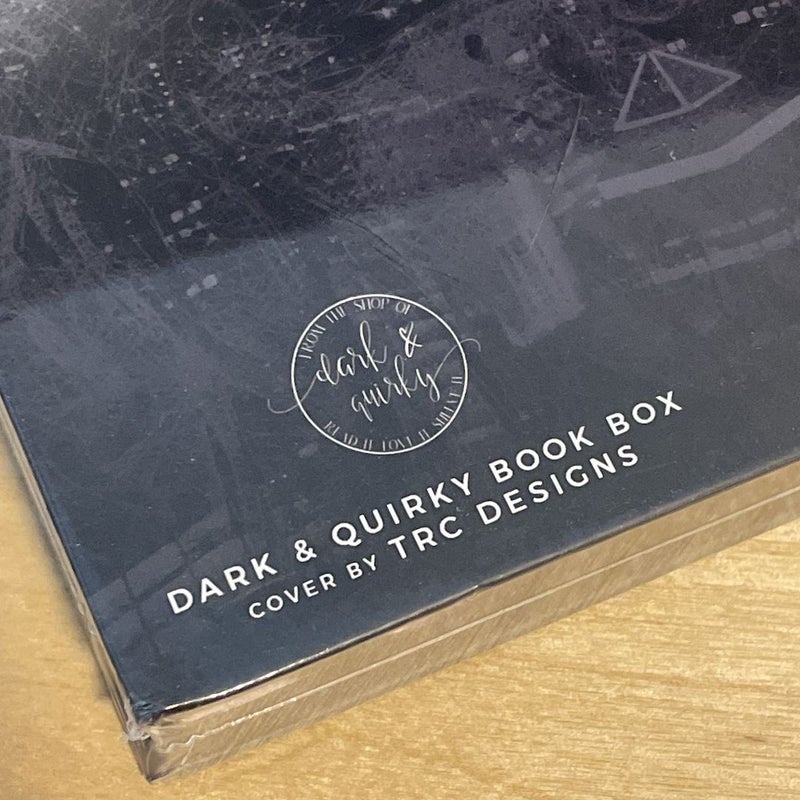 FROM THE SHOP OF
dark &
quirky
READ IT LOVE IT SHELVE IT
DARK & QUIRKY BOOK BOX
COVER BY TRC DESIGNS